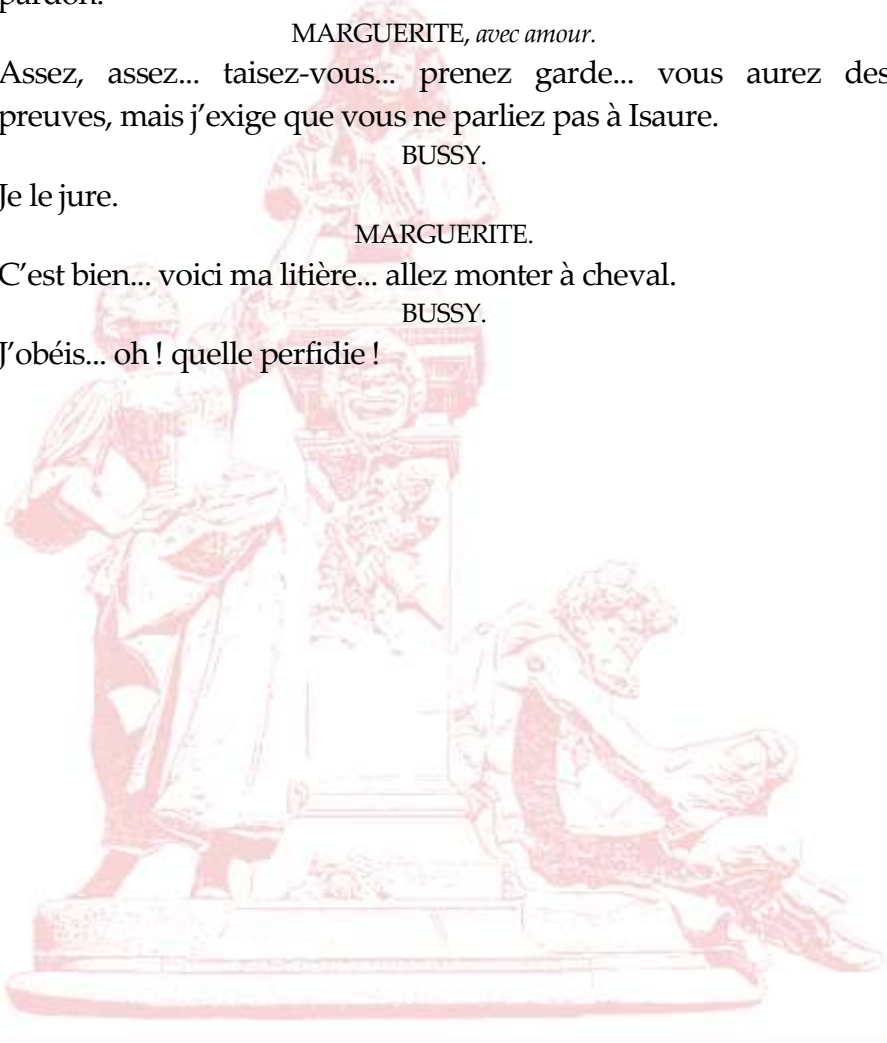 pardon.
MARGUERITE, avec amour.
Assez, assez... taisez-vous... prenez garde... vous aurez des
preuves, mais j’exige que vous ne parliez pas à Isaure.
BUSSY.
Je le jure.
MARGUERITE.
C’est bien... voici ma litière... allez monter à cheval.
BUSSY.
J’obéis... oh ! quelle perfidie !